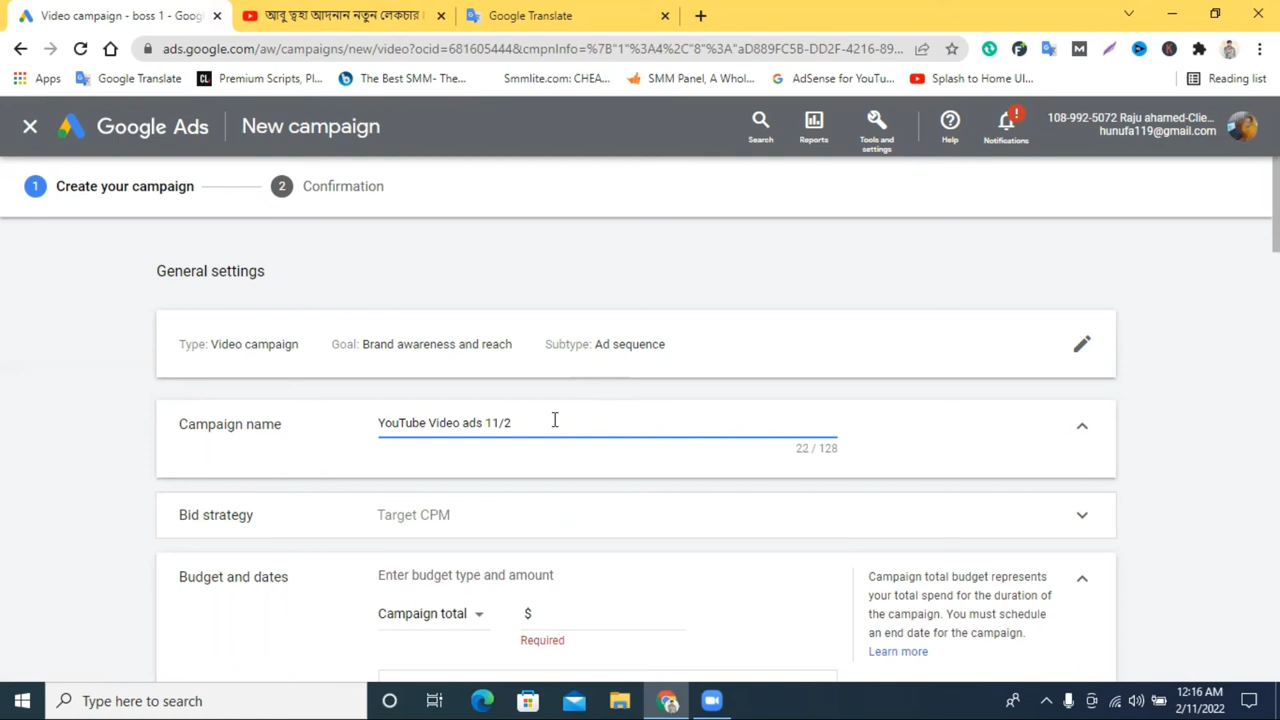 Video campaign - boss 1 - Goog
আবু ত্বহা আদনান নতুন লেকচার
Google Translate
ads.google.com/aw/campaigns/new/video?ocid=681605444&cmpnInfo=%7B"1"%3A4%2C"8"%3A"aD889FC5B-DD2F-4216-89...
Apps
Google Translate
Premium Scripts, Pl...
The Best SMM- The...
Smmlite.com: CHEA...
SMM Panel, A Whol...
AdSense for YouTu...
Splash to Home UI...
Reading list
Google Ads
New campaign
Search
Reports
Tools and
settings
Help
Notifications
108-992-5072 Raju ahamed-Clie...
hunufa119@gmail.com
1 Create your campaign
2 Confirmation
General settings
Type: Video campaign Goal: Brand awareness and reach Subtype: Ad sequence
Campaign name
YouTube Video ads 11/2
22 / 128
Bid strategy
Target CPM
Budget and dates
Enter budget type and amount
Campaign total
$
Required
Campaign total budget represents
your total spend for the duration of
the campaign. You must schedule
an end date for the campaign.
Learn more
Type here to search
12:16 AM
2/11/2022